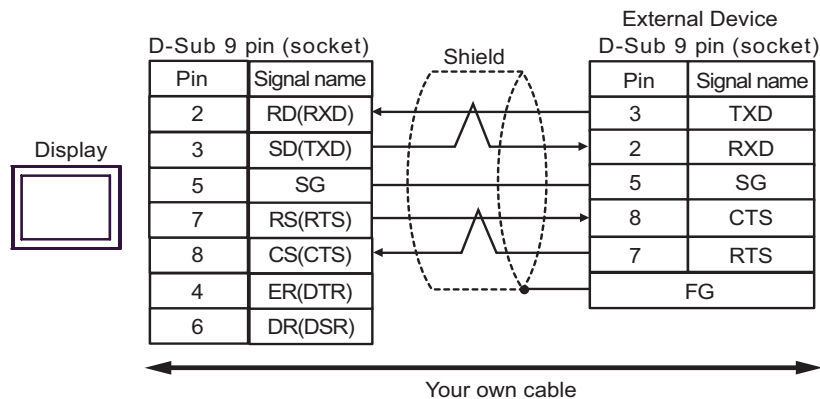 External Device
D-Sub 9 pin (socket) Shield D-Sub 9 pin (socket)
Pin Signal name Pin Signal name
2 RD(RXD) 3 TXD
Display 3 SD(TXD) 2 RXD
5 SG 5 SG
7 RS(RTS) 8 CTS
8 CS(CTS) 7 RTS
4 ER(DTR) FG
6 DR(DSR)
Your own cable